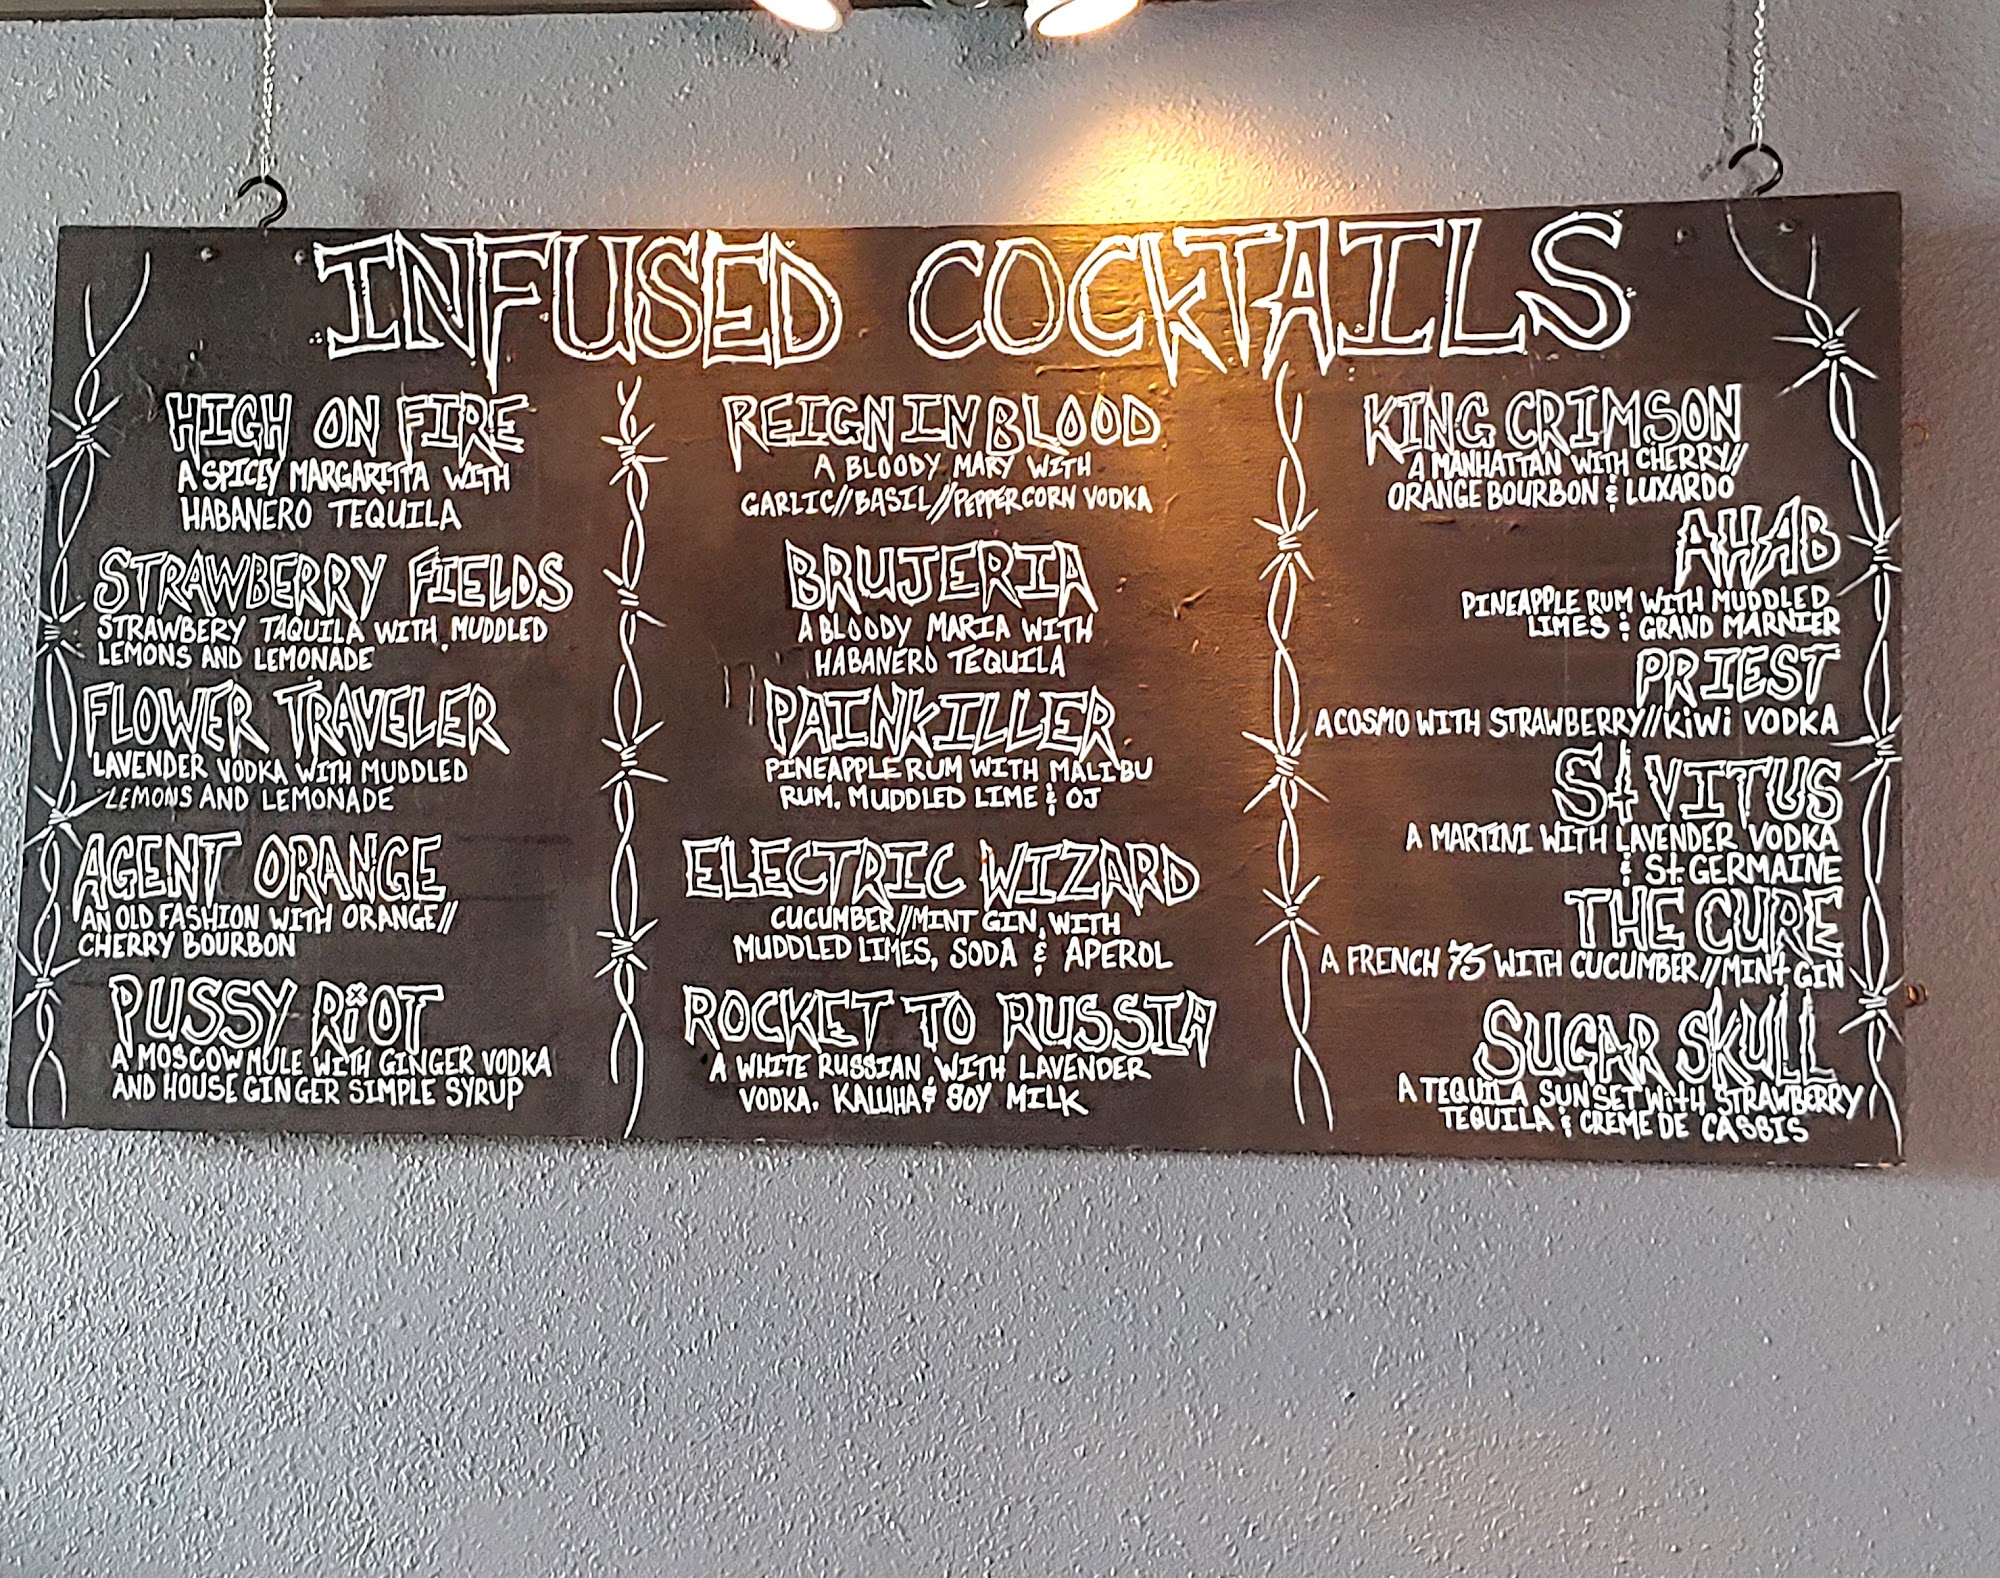 INFUSED COCKTAILS
HIGH ON FIRE
A SPICEY MARGARITTA WITH
HABANERO TEQUILA
STRAWBERRY FIELDS
STRAWBERY TAQUILA WITH MUDDLED
LEMONS AND LEMONADE
FLOWER TRAVELER
LAVENDER VODKA WITH MUDDLED
LEMONS AND LEMONADE
AGENT ORANGE
AN OLD FASHION WITH ORANGE//
CHERRY BOURBON
PUSSY RiOT
A MOSCOW MULE WITH GINGER VODKA
AND HOUSE GINGER SIMPLE SYRUP
REIGN IN BLOOD
A BLOODY MARY WITH
GARLIC//BASIL//PEPPERCORN VODKA
BRUJERIA
A BLOODY MARIA WITH
HABANERO TEQUILA
PAINKILLER
PINEAPPLE RUM WITH MALIBU
RUM, MUDDLED LIME & OJ
ELECTRIC WIZARD
CUCUMBER//MINT GIN, WITH
MUDDLED LIMES, SODA & APEROL
ROCKET TO RUSSIA
A WHITE RUSSIAN WITH LAVENDER
VODKA, KALUHA & SOY MILK
KING CRIMSON
A MANHATTAN WITH CHERRY//
ORANGE BOURBON & LUXARDO
AHAB
PINEAPPLE RUM WITH MUDDLED
LIMES & GRAND MARNIER
PRIEST
A COSMO WITH STRAWBERRY//KiWi VODKA
St VITUS
A MARTINI WITH LAVENDER VODKA
& St GERMAINE
THE CURE
A FRENCH 75 WITH CUCUMBER//MINt GIN
SUGAR SKULL
A TEQUILA SUNSET WitH STRAWBERRY
TEQUILA & CREME DE CASSIS